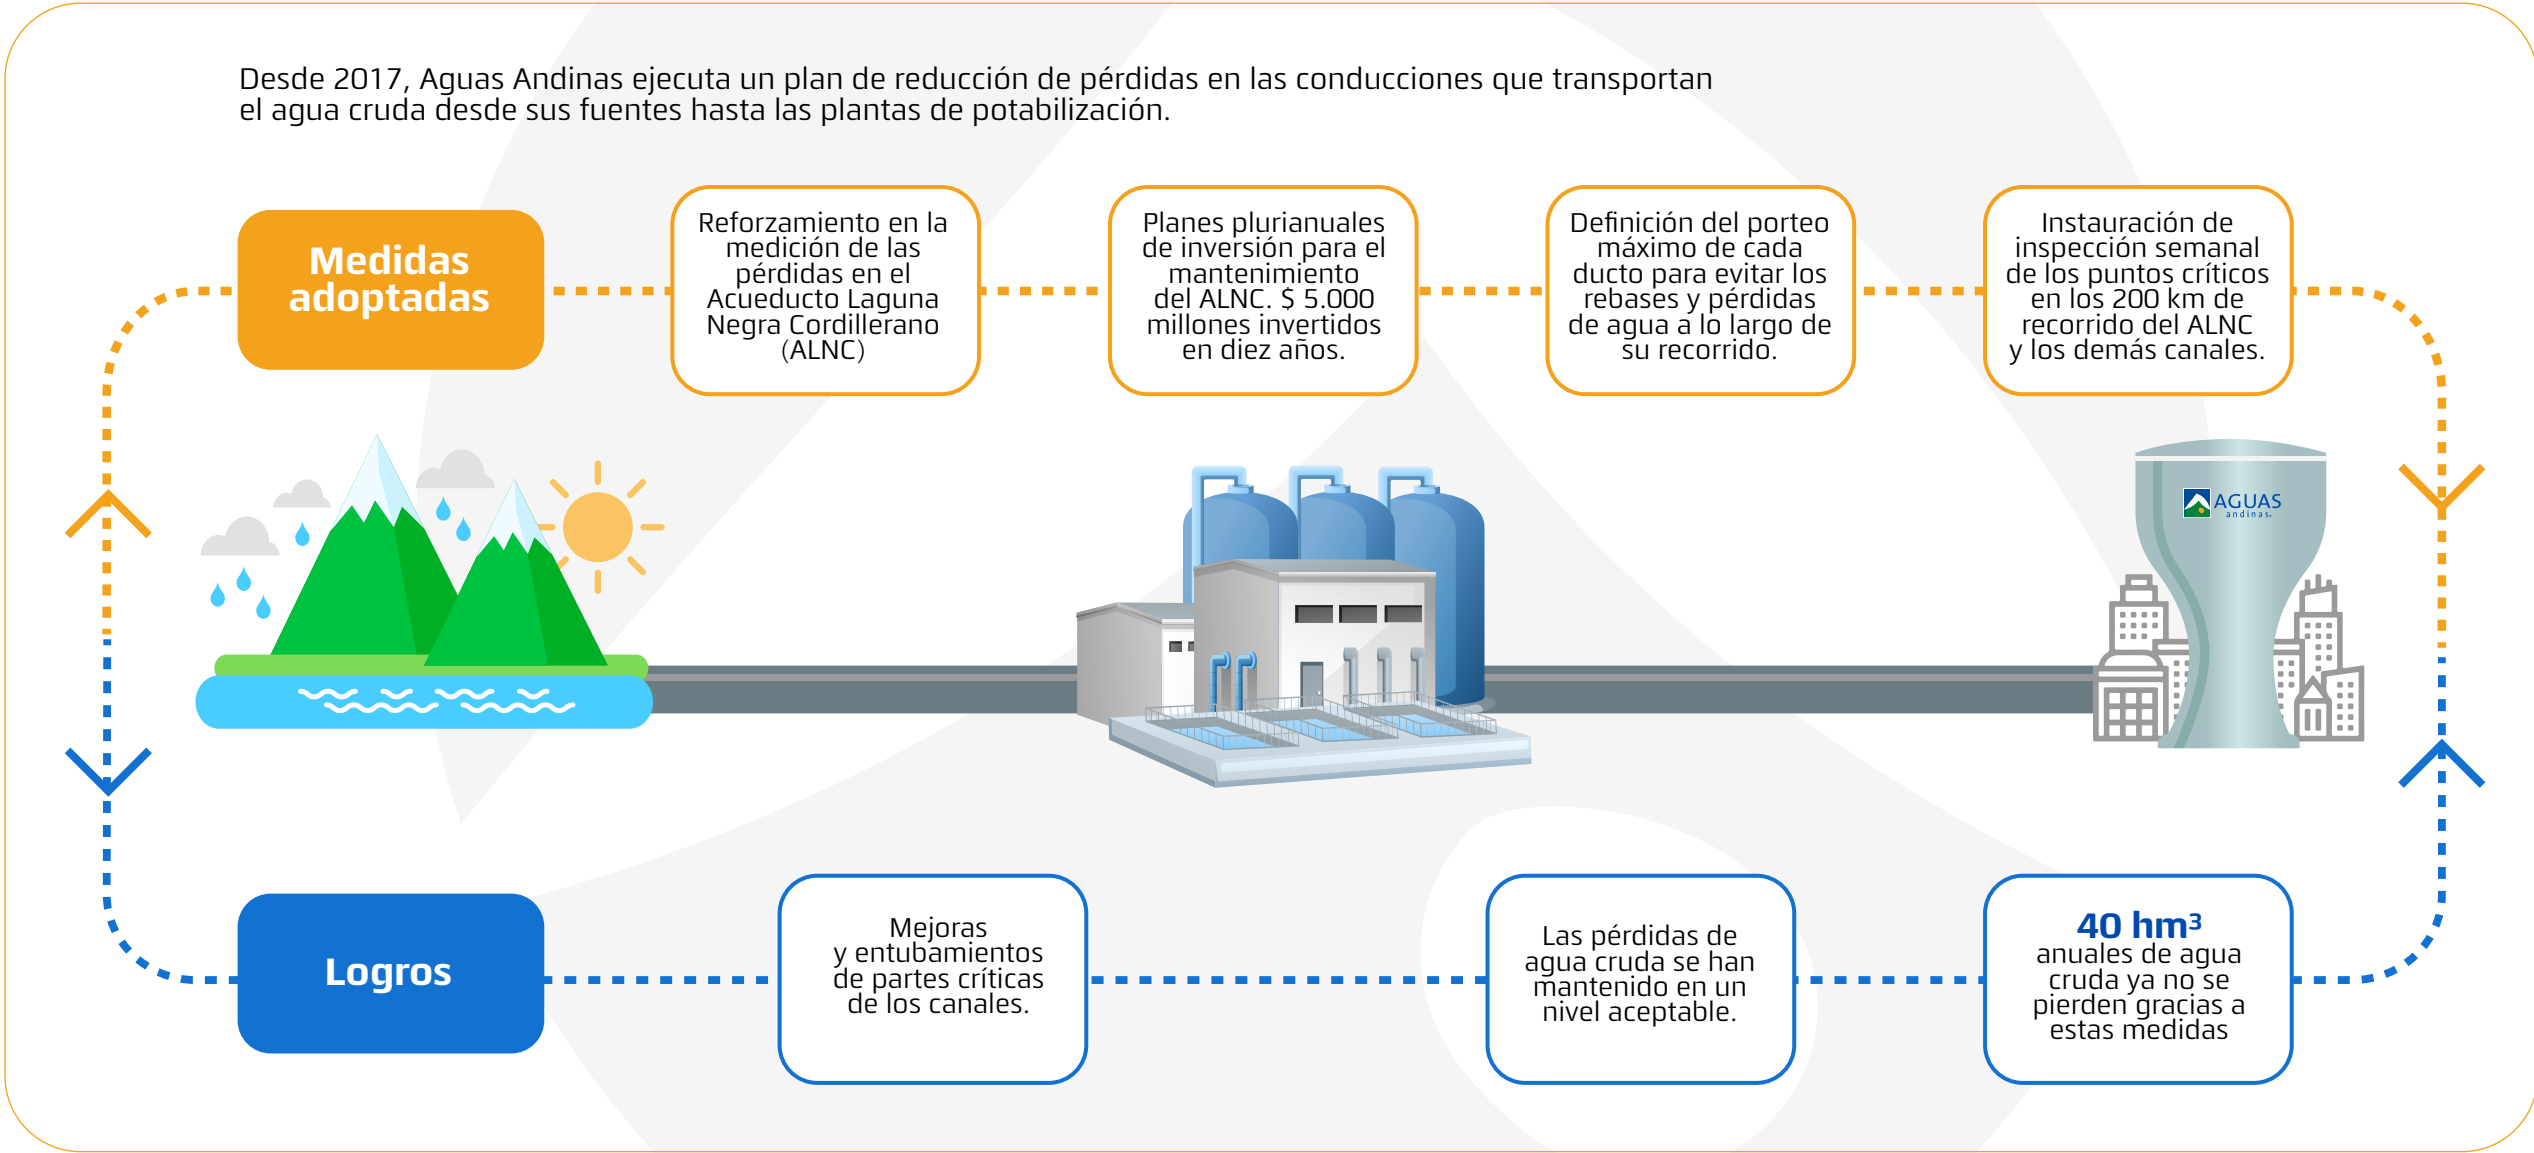 Desde 2017, Aguas Andinas ejecuta un plan de reducción de pérdidas en las conducciones que transportan
el agua cruda desde sus fuentes hasta las plantas de potabilización.
Medidas
adoptadas
Reforzamiento en la
medición de las
pérdidas en el
Acueducto Laguna
Negra Cordillerano
(ALNC)
Planes plurianuales
de inversión para el
mantenimiento
del ALNC. $ 5.000
millones invertidos
en diez años.
Definición del porteo
máximo de cada
ducto para evitar los
rebases y pérdidas
de agua a lo largo de
su recorrido.
Instauración de
inspección semanal
de los puntos críticos
en los 200 km de
recorrido del ALNC
y los demás canales.
AGUAS
andinas
Logros
Mejoras
y entubamientos
de partes críticas
de los canales.
Las pérdidas de
agua cruda se han
mantenido en un
nivel aceptable.
40 hm³
anuales de agua
cruda ya no se
pierden gracias a
estas medidas